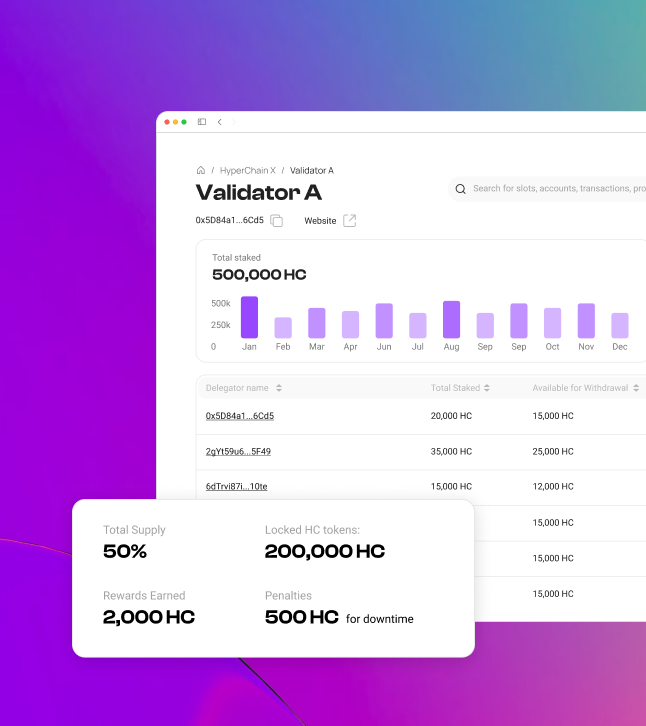 / HyperChain X / Validator A
Validator A
Search for slots, accounts, transactions,
0x5D84a1...6Cd5 Website
Total staked
500,000 HC
500k
250k
0
Jan Feb Mar Apr Jun Jul Aug Sep Sep Oct Nov Dec
Delegator name Total Staked Available for Withdrawal
0x5D84a1...6Cd5 20,000 HC 15,000 HC
2gYt59u6...5F49 35,000 HC 25,000 HC
6dTrvi87i...10te 15,000 HC 12,000 HC
15,000 HC
15,000 HC
15,000 HC
Total Supply
50%
Locked HC tokens:
200,000 HC
Rewards Earned
2,000 HC
Penalties
500 HC for downtime